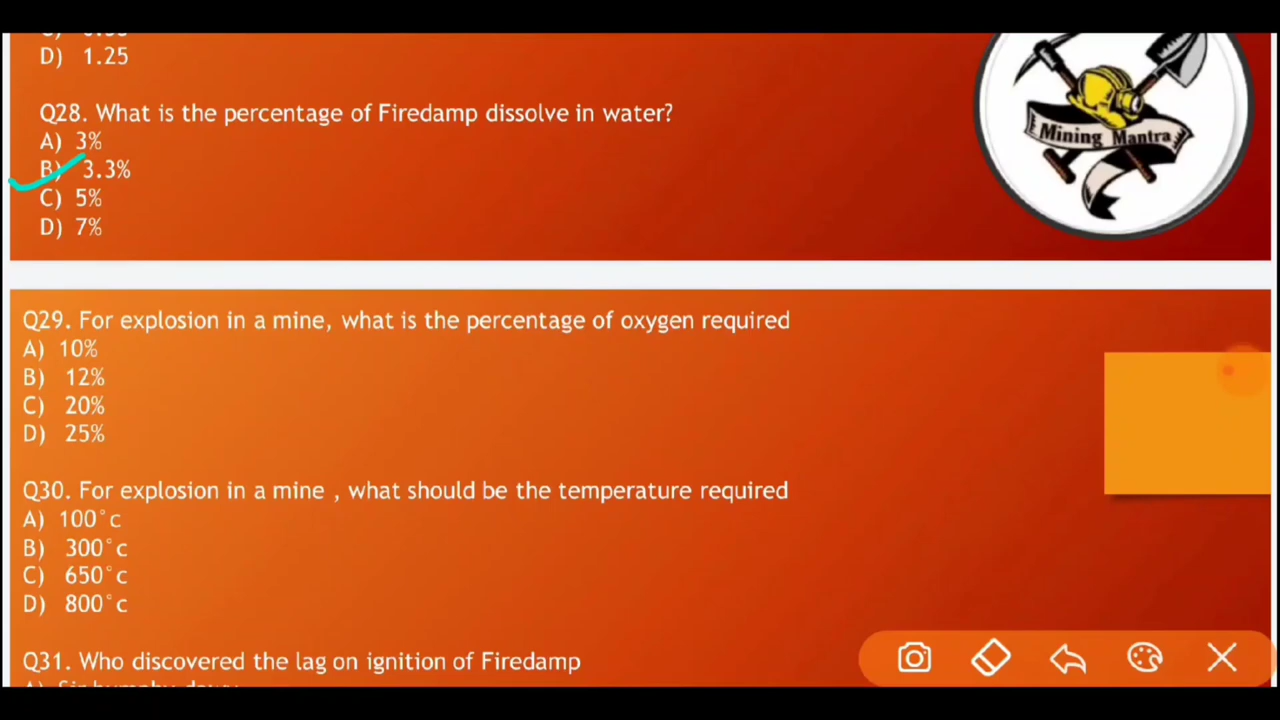 D) 1.25
Q28. What is the percentage of Firedamp dissolve in water?
A) 3%
B) 3.3%
C) 5%
D) 7%
Mining Mantra
Q29. For explosion in a mine, what is the percentage of oxygen required
A) 10%
B) 12%
C) 20%
D) 25%
Q30. For explosion in a mine , what should be the temperature required
A) 100°c
B) 300°c
C) 650°c
D) 800°c
Q31. Who discovered the lag on ignition of Firedamp